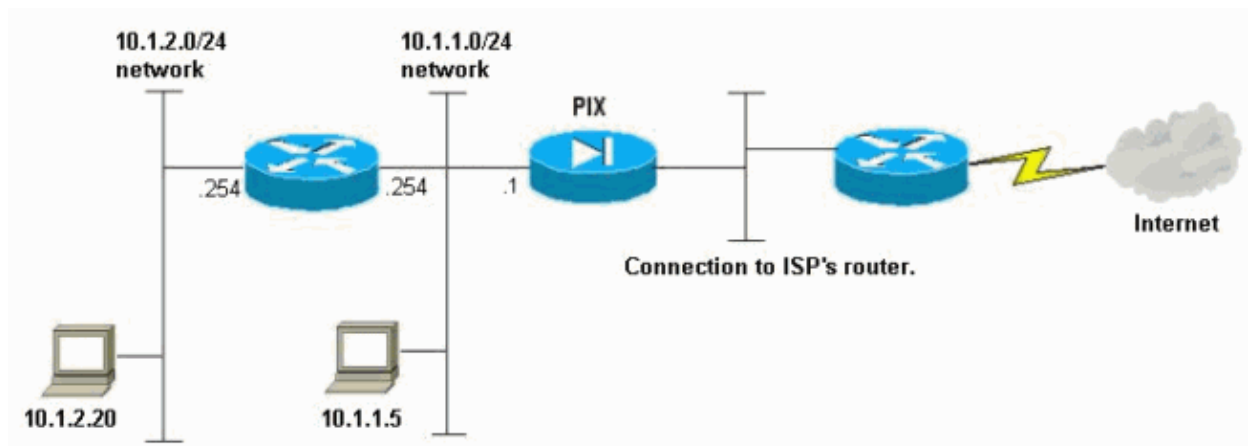 10.1.2.0/24
network
10.1.1.0/24
network
PIX
.254
.254
.1
Internet
Connection to ISP's router.
10.1.2.20
10.1.1.5